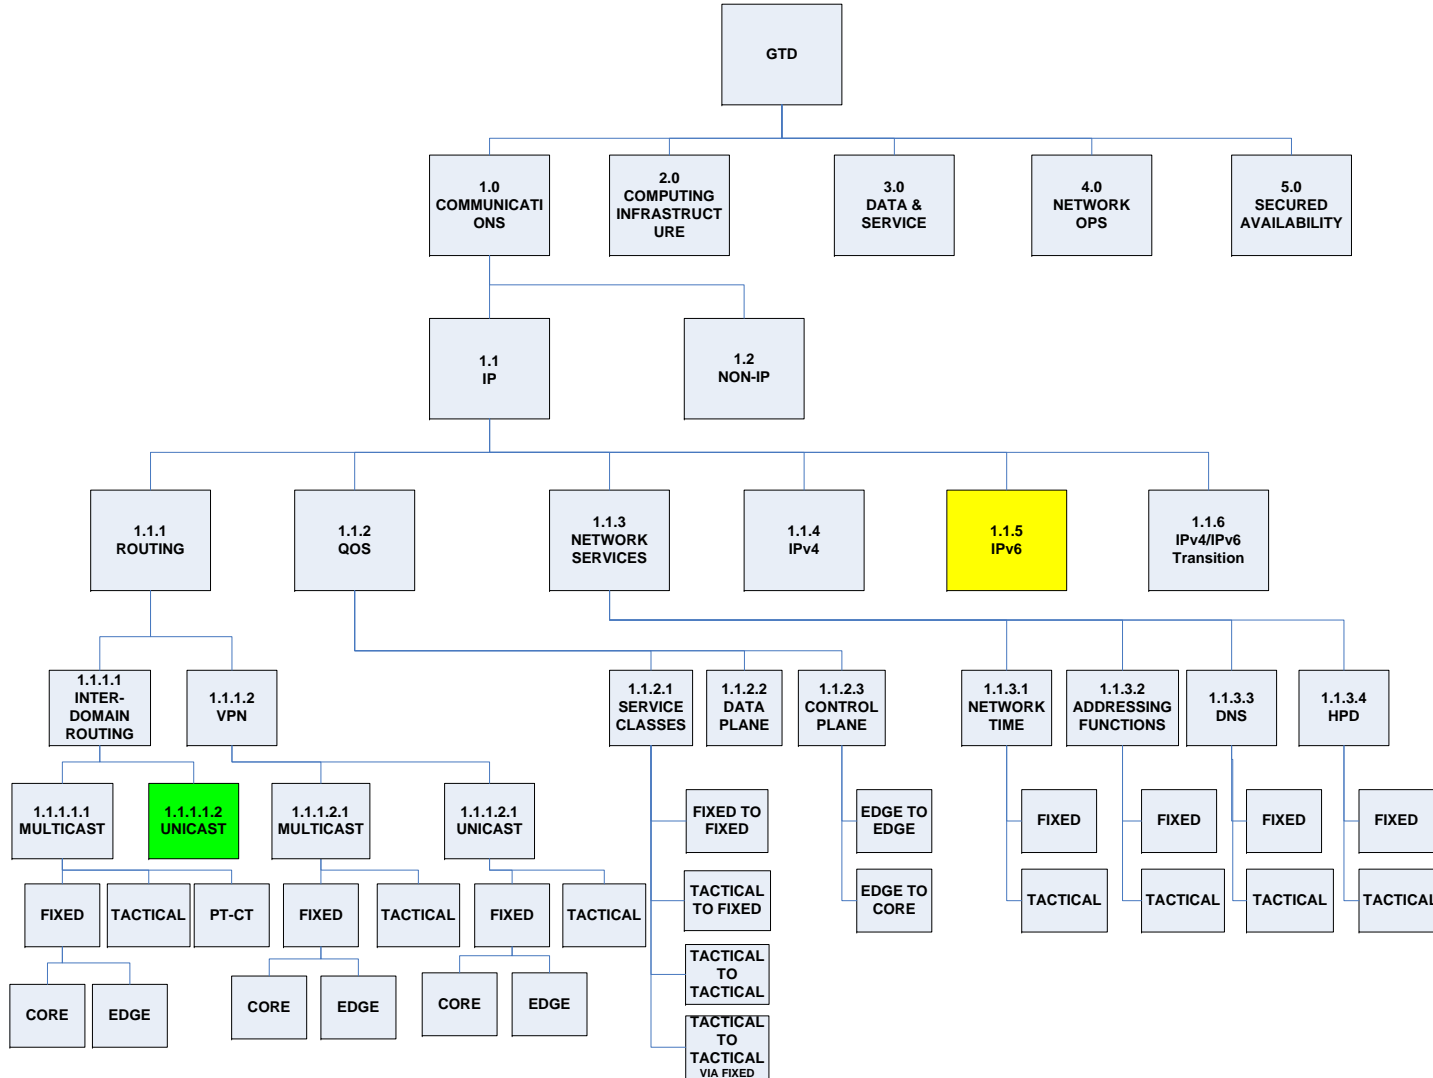 GTD
1.0
COMMUNICATI
ONS
2.0
COMPUTING
INFRASTRUCT
URE
3.0
DATA &
SERVICE
4.0
NETWORK
OPS
5.0
SECURED
AVAILABILITY
1.1
IP
1.2
NON-IP
1.1.1
ROUTING
1.1.2
QOS
1.1.3
NETWORK
SERVICES
1.1.4
IPv4
1.1.5
IPv6
1.1.6
IPv4/IPv6
Transition
1.1.1.1
INTER-
DOMAIN
ROUTING
1.1.1.2
VPN
1.1.2.1
SERVICE
CLASSES
1.1.2.2
DATA
PLANE
1.1.2.3
CONTROL
PLANE
1.1.3.1
NETWORK
TIME
1.1.3.2
ADDRESSING
FUNCTIONS
1.1.3.3
DNS
1.1.3.4
HPD
1.1.1.1.1
MULTICAST
1.1.1.1.2
UNICAST
1.1.1.2.1
MULTICAST
1.1.1.2.1
UNICAST
FIXED TO
FIXED
EDGE TO
EDGE
FIXED
FIXED
FIXED
FIXED
FIXED
TACTICAL
PT-CT
FIXED
TACTICAL
FIXED
TACTICAL
TACTICAL
TO FIXED
EDGE TO
CORE
TACTICAL
TACTICAL
TACTICAL
TACTICAL
CORE
EDGE
CORE
EDGE
CORE
EDGE
TACTICAL
TO
TACTICAL
TACTICAL
TO
TACTICAL
VIA FIXED